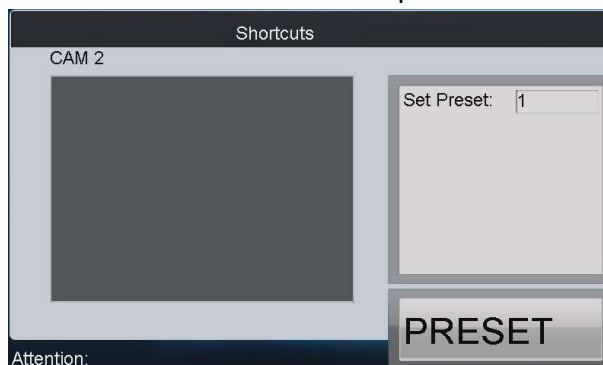 Shortcuts
CAM 2
Set Preset: 1
PRESET
Attention: